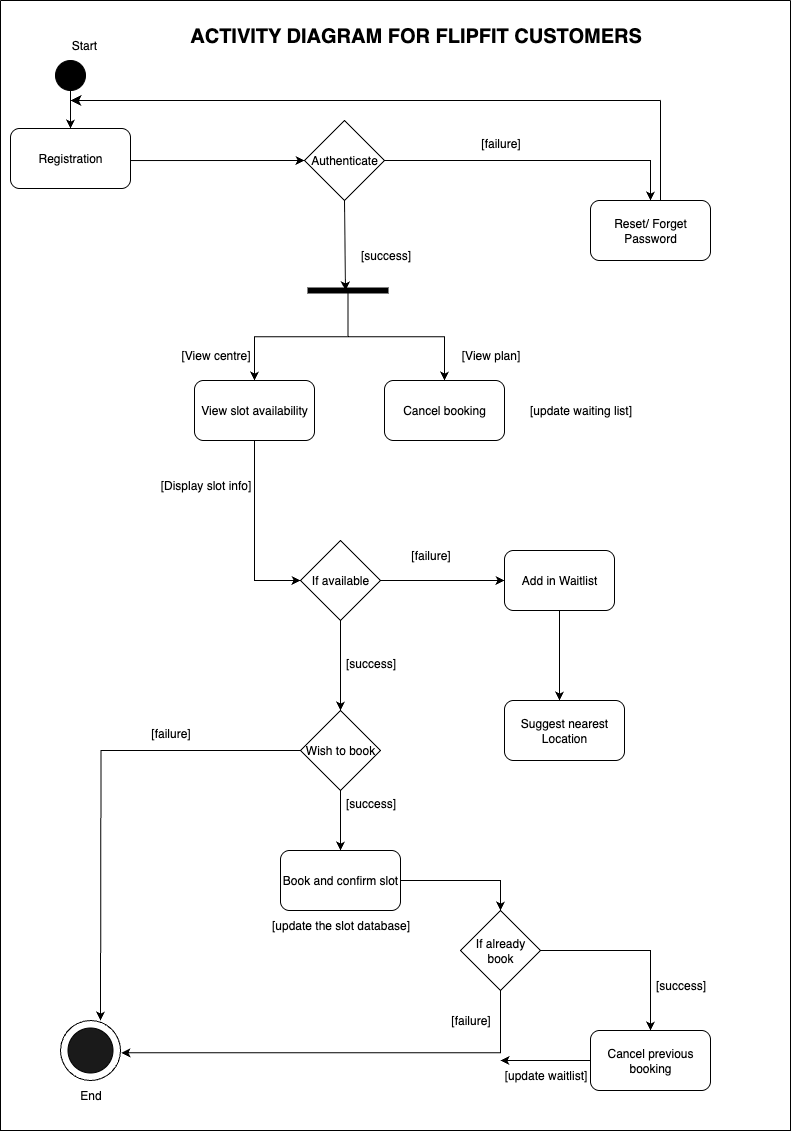 ACTIVITY DIAGRAM FOR FLIPFIT CUSTOMERS
Start
Registration
Authenticate
[failure]
Reset/ Forget
Password
[success]
[View centre]
[View plan]
View slot availability
Cancel booking
[update waiting list]
[Display slot info]
If available
[failure]
Add in Waitlist
[success]
Suggest nearest
Location
[failure]
Wish to book
[success]
Book and confirm slot
[update the slot database]
If already
book
[success]
[failure]
Cancel previous
booking
[update waitlist]
End